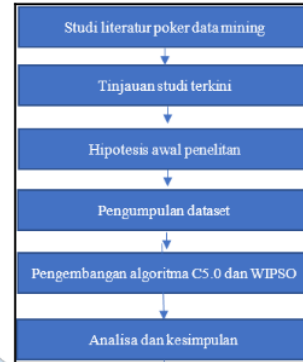 Studi literatur poker data mining
Tinjauan studi terkini
Hipotesis awal penelitan
Pengumpulan dataset
Pengembangan algoritma C5.0 dan WIPSO
Analisa dan kesimpulan